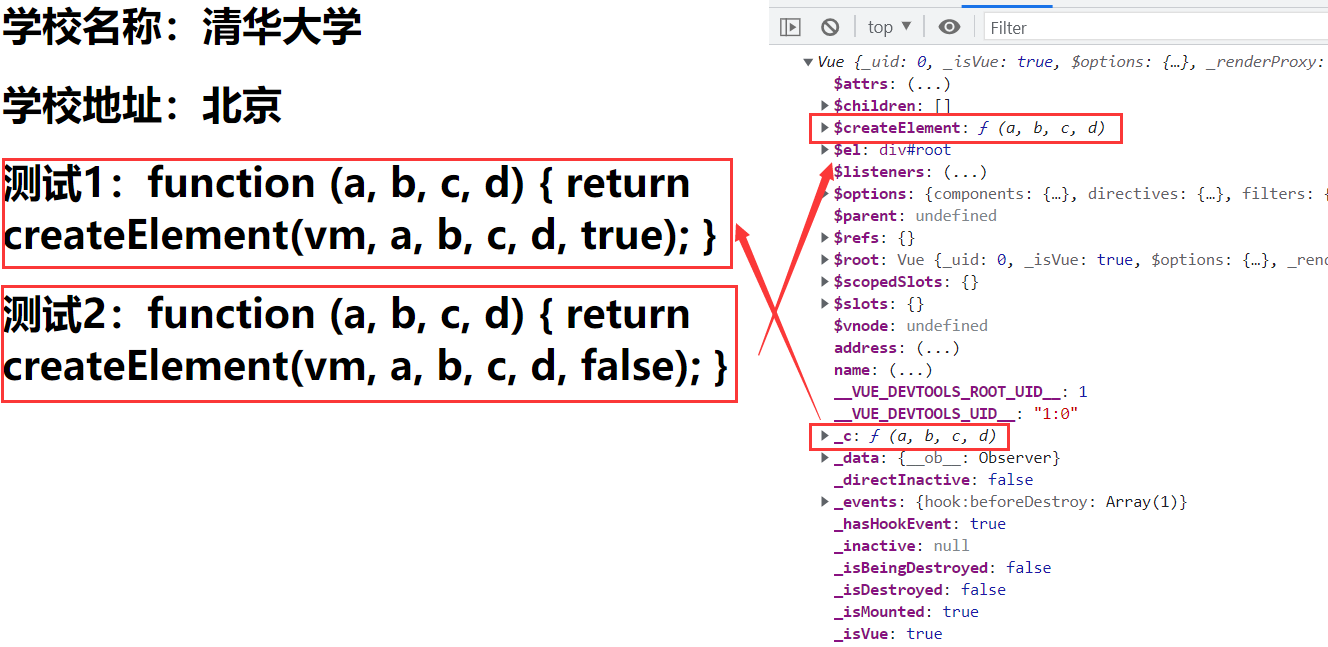 学校名称：清华大学
学校地址：北京
测试1：function (a, b, c, d) { return
createElement(vm, a, b, c, d, true); }
测试2：function (a, b, c, d) { return
createElement(vm, a, b, c, d, false); }
top ▼
Filter
▼Vue {_uid: 0, _isVue: true, $options: {…}, _renderProxy:
$attrs: (...)
▶$children: []
▶$createElement: ƒ (a, b, c, d)
▶$el: div#root
$listeners: (...)
▶$options: {components: {…}, directives: {…}, filters: {
$parent: undefined
▶$refs: {}
▶$root: Vue {_uid: 0, _isVue: true, $options: {…}, _ren
▶$scopedSlots: {}
▶$slots: {}
$vnode: undefined
address: (...)
name: (...)
__VUE_DEVTOOLS_ROOT_UID__: 1
__VUE_DEVTOOLS_UID__: "1:0"
▶_c: ƒ (a, b, c, d)
▶_data: {__ob__: Observer}
_directInactive: false
▶_events: {hook:beforeDestroy: Array(1)}
_hasHookEvent: true
_inactive: null
_isBeingDestroyed: false
_isDestroyed: false
_isMounted: true
_isVue: true